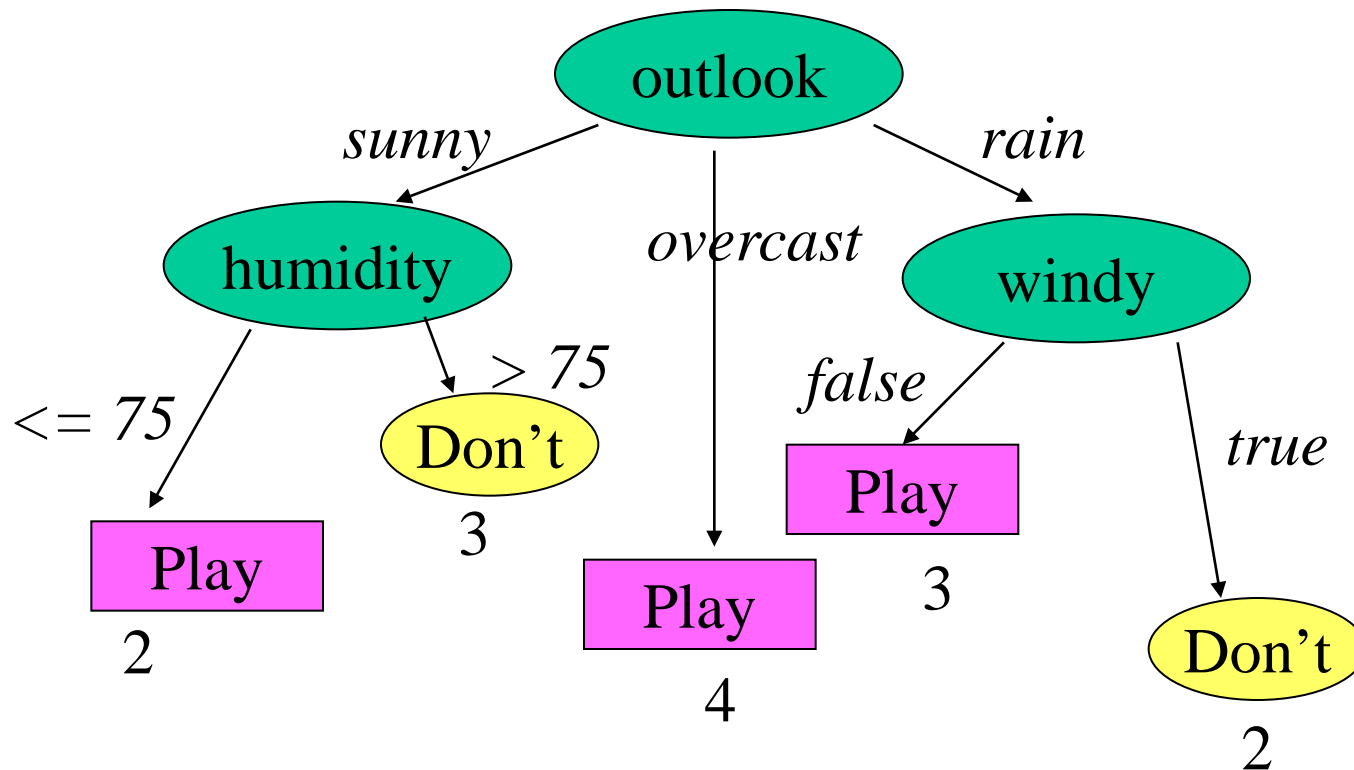 outlook
sunny
rain
overcast
humidity
windy
<= 75
> 75
false
true
Don’t
3
Play
2
Play
4
Play
3
Don’t
2